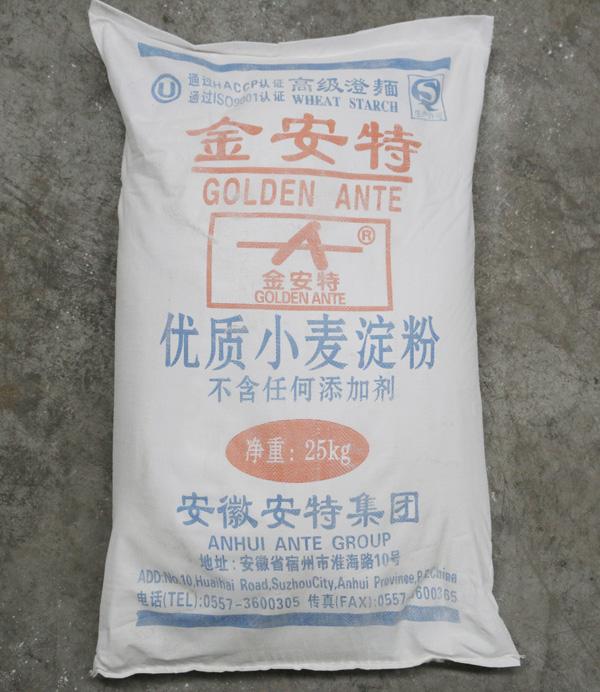 通过HACCP认证 高级澄麵
通过ISO9001认证 WHEAT STARCH
金安特
GOLDEN ANTE
®
金安特
GOLDEN ANTE
优质小麦淀粉
不含任何添加剂
净重：25kg
安徽安特集团
ANHUI ANTE GROUP
地址：安徽省宿州市淮海路10号
ADD:No.10,Huaihai Road,SuzhouCity,Anhui Province,P.R.China
电话(TEL):0557-3600305 传真(FAX):0557-3600365